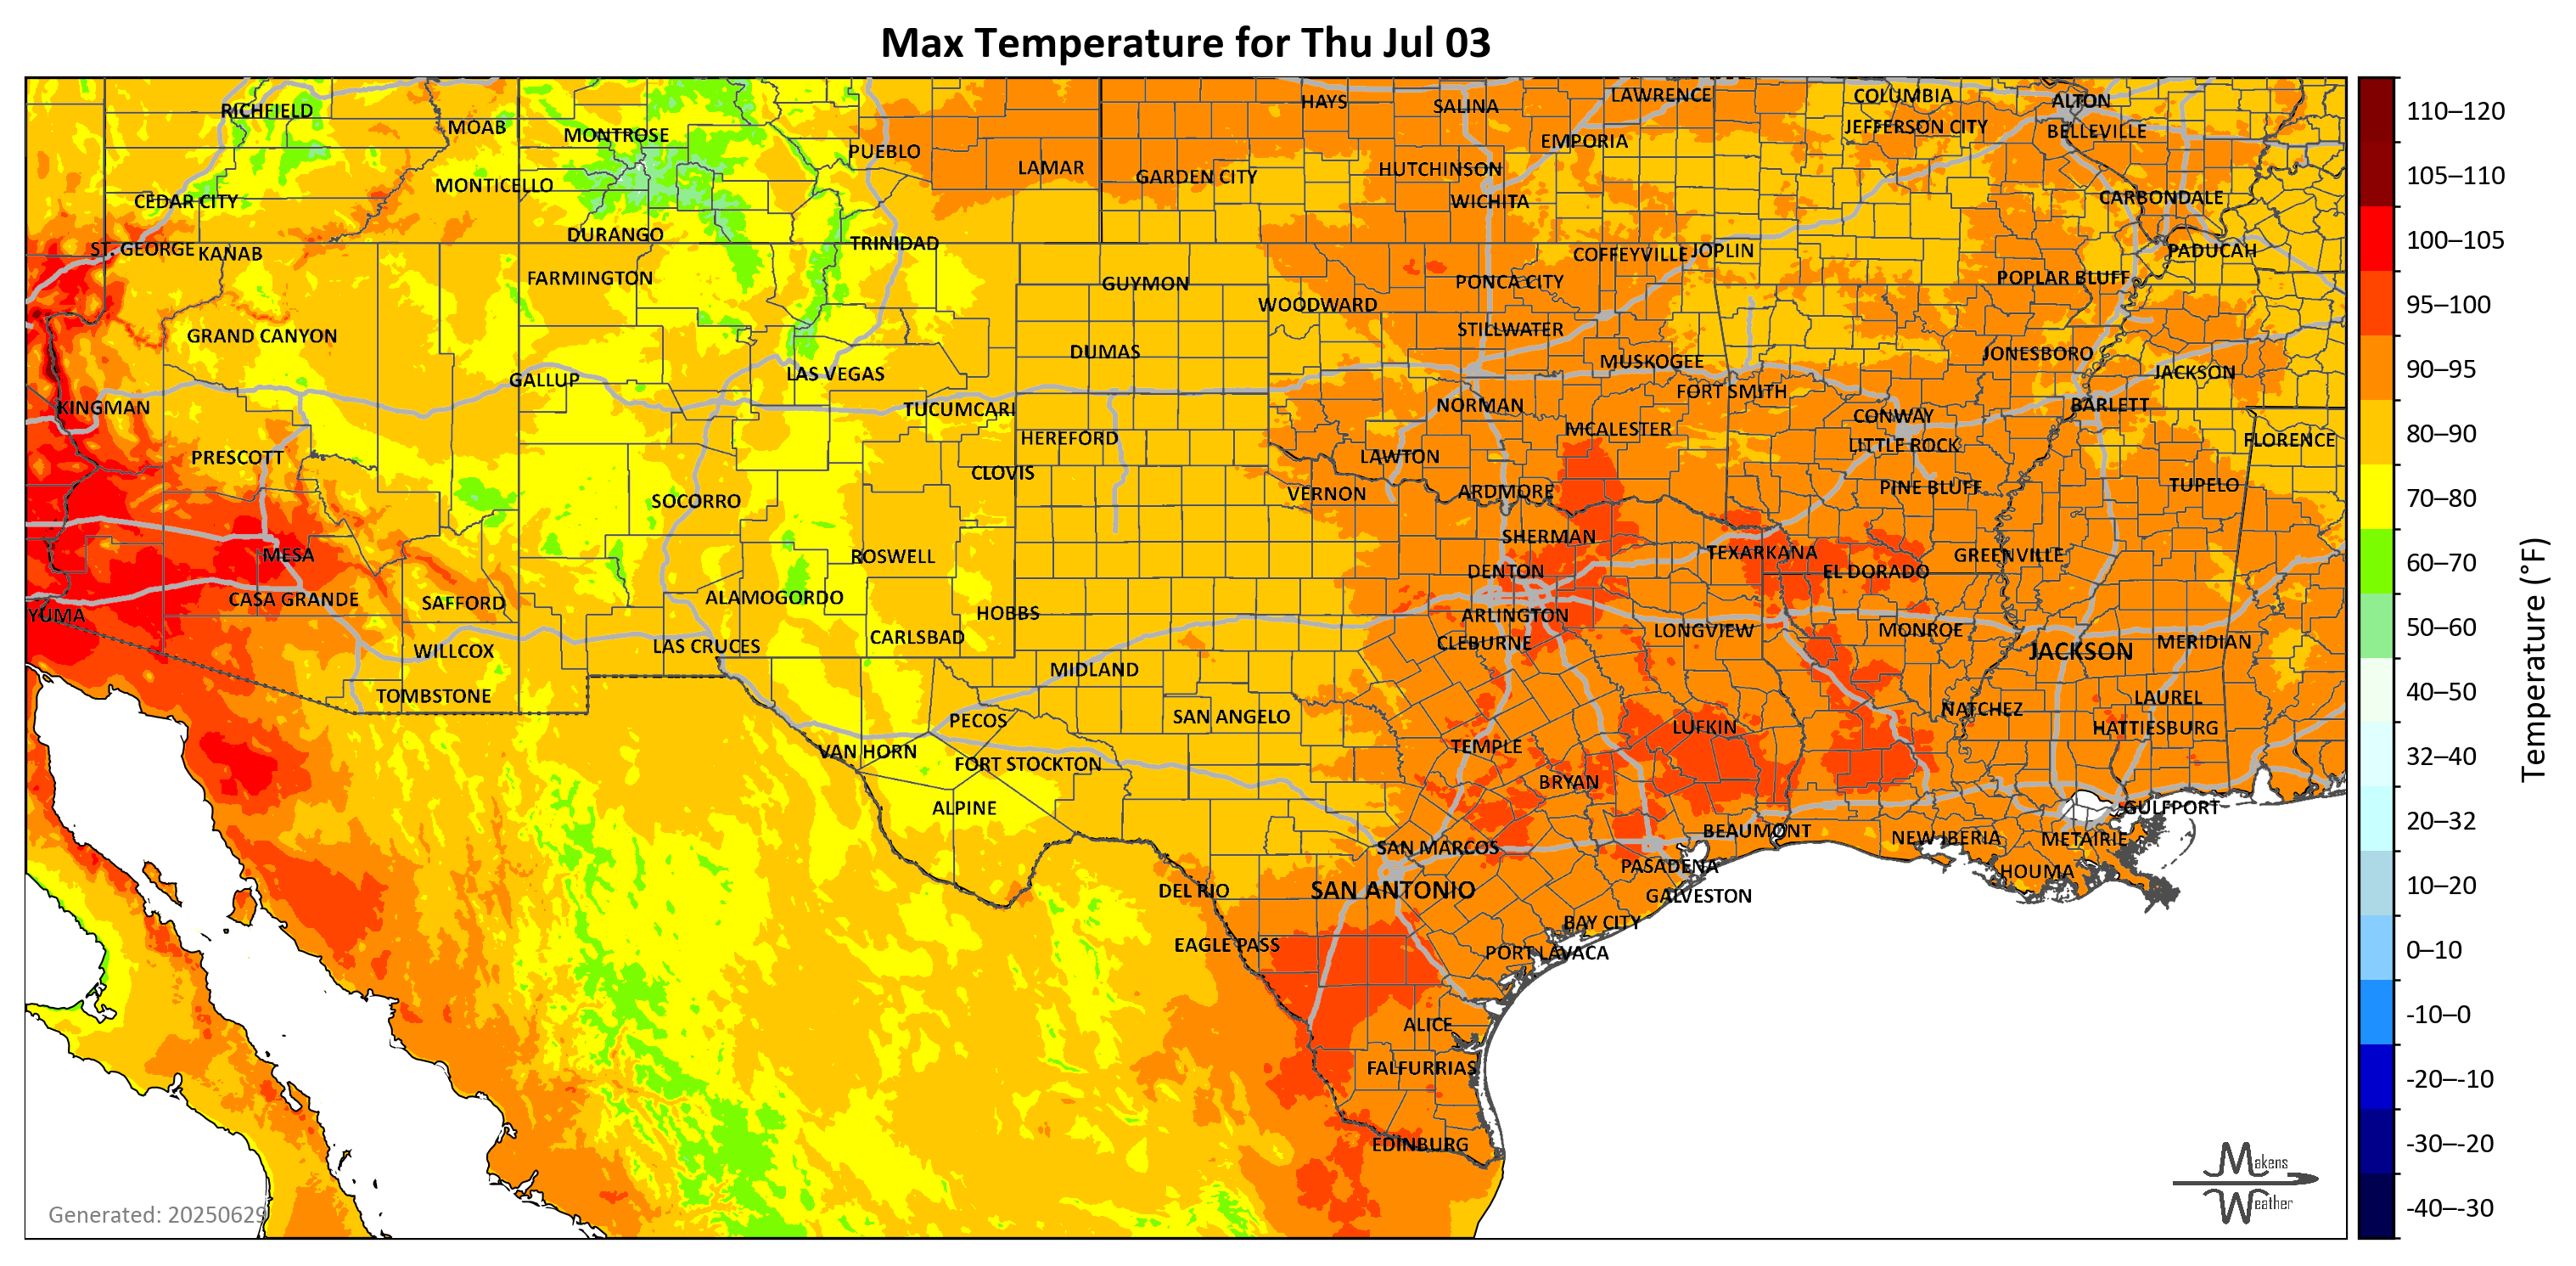 Max Temperature for Thu Jul 03
RICHFIELD
MOAB
MONTROSE
PUEBLO
LAMAR
HAYS
SALINA
LAWRENCE
COLUMBIA
ALTON
JEFFERSON CITY
BELLEVILLE
EMPORIA
GARDEN CITY
HUTCHINSON
MONTICELLO
CEDAR CITY
WICHITA
CARBONDALE
DURANGO
TRINIDAD
ST. GEORGE
KANAB
COFFEYVILLE
JOPLIN
PADUCAH
FARMINGTON
GUYMON
PONCA CITY
POPLAR BLUFF
WOODWARD
GRAND CANYON
STILLWATER
DUMAS
MUSKOGEE
JONESBORO
GALLUP
LAS VEGAS
FORT SMITH
JACKSON
KINGMAN
TUCUMCARI
NORMAN
CONWAY
BARLETT
HEREFORD
MCALESTER
LITTLE ROCK
FLORENCE
PRESCOTT
CLOVIS
LAWTON
SOCORRO
VERNON
ARDMORE
PINE BLUFF
TUPELO
SHERMAN
MESA
ROSWELL
TEXARKANA
GREENVILLE
DENTON
EL DORADO
CASA GRANDE
SAFFORD
ALAMOGORDO
HOBBS
ARLINGTON
YUMA
CARLSBAD
LAS CRUCES
CLEBURNE
LONGVIEW
MONROE
JACKSON
MERIDIAN
WILLCOX
MIDLAND
TOMBSTONE
LAUREL
PECOS
SAN ANGELO
NATCHEZ
LUFKIN
HATTIESBURG
VAN HORN
FORT STOCKTON
TEMPLE
BRYAN
ALPINE
GULFPORT
BEAUMONT
NEW IBERIA
METAIRIE
SAN MARCOS
PASADENA
HOUMA
DEL RIO
SAN ANTONIO
GALVESTON
BAY CITY
EAGLE PASS
PORT LAVACA
ALICE
FALFURRIAS
EDINBURG
Generated: 20250629
Makens
Weather
110–120
105–110
100–105
95–100
90–95
80–90
70–80
60–70
50–60
40–50
32–40
20–32
10–20
0–10
-10–0
-20–-10
-30–-20
-40–-30
Temperature (°F)